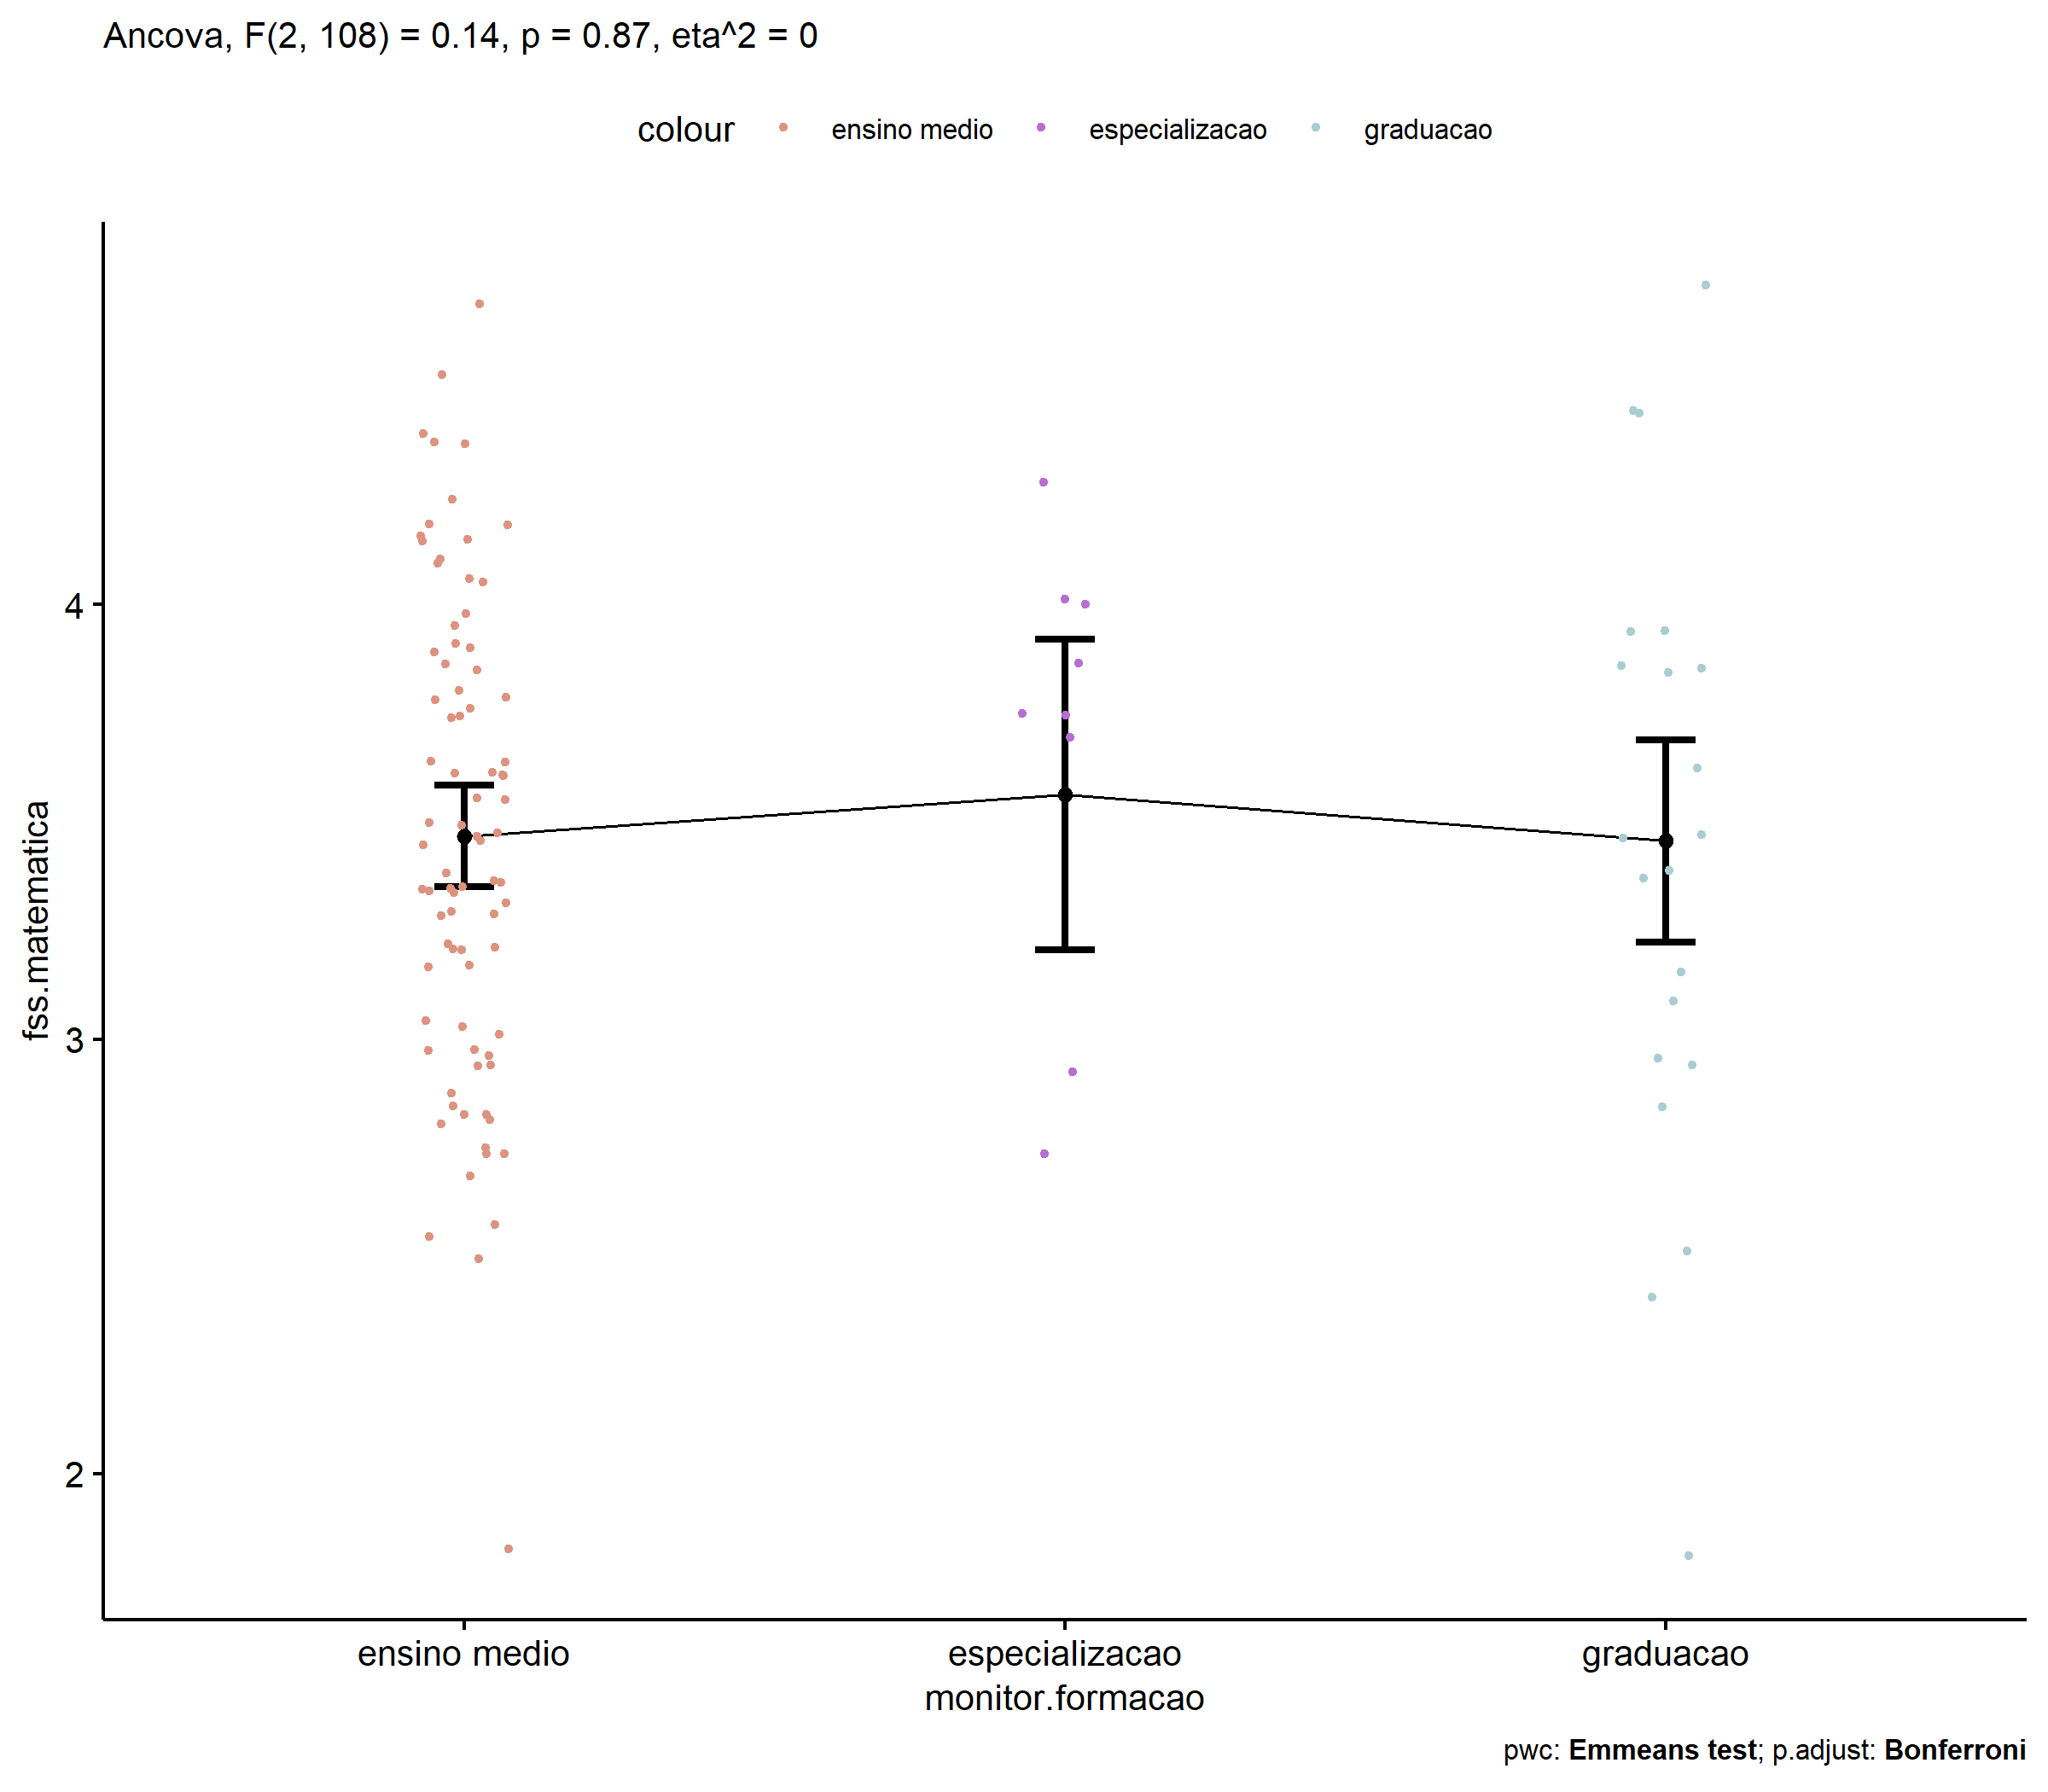 Ancova, F(2, 108) = 0.14, p = 0.87, eta^2 = 0
colour ensino medio especializacao graduacao
fss.matematica
4
3
2
ensino medio especializacao graduacao
monitor.formacao
pwc: Emmeans test; p.adjust: Bonferroni